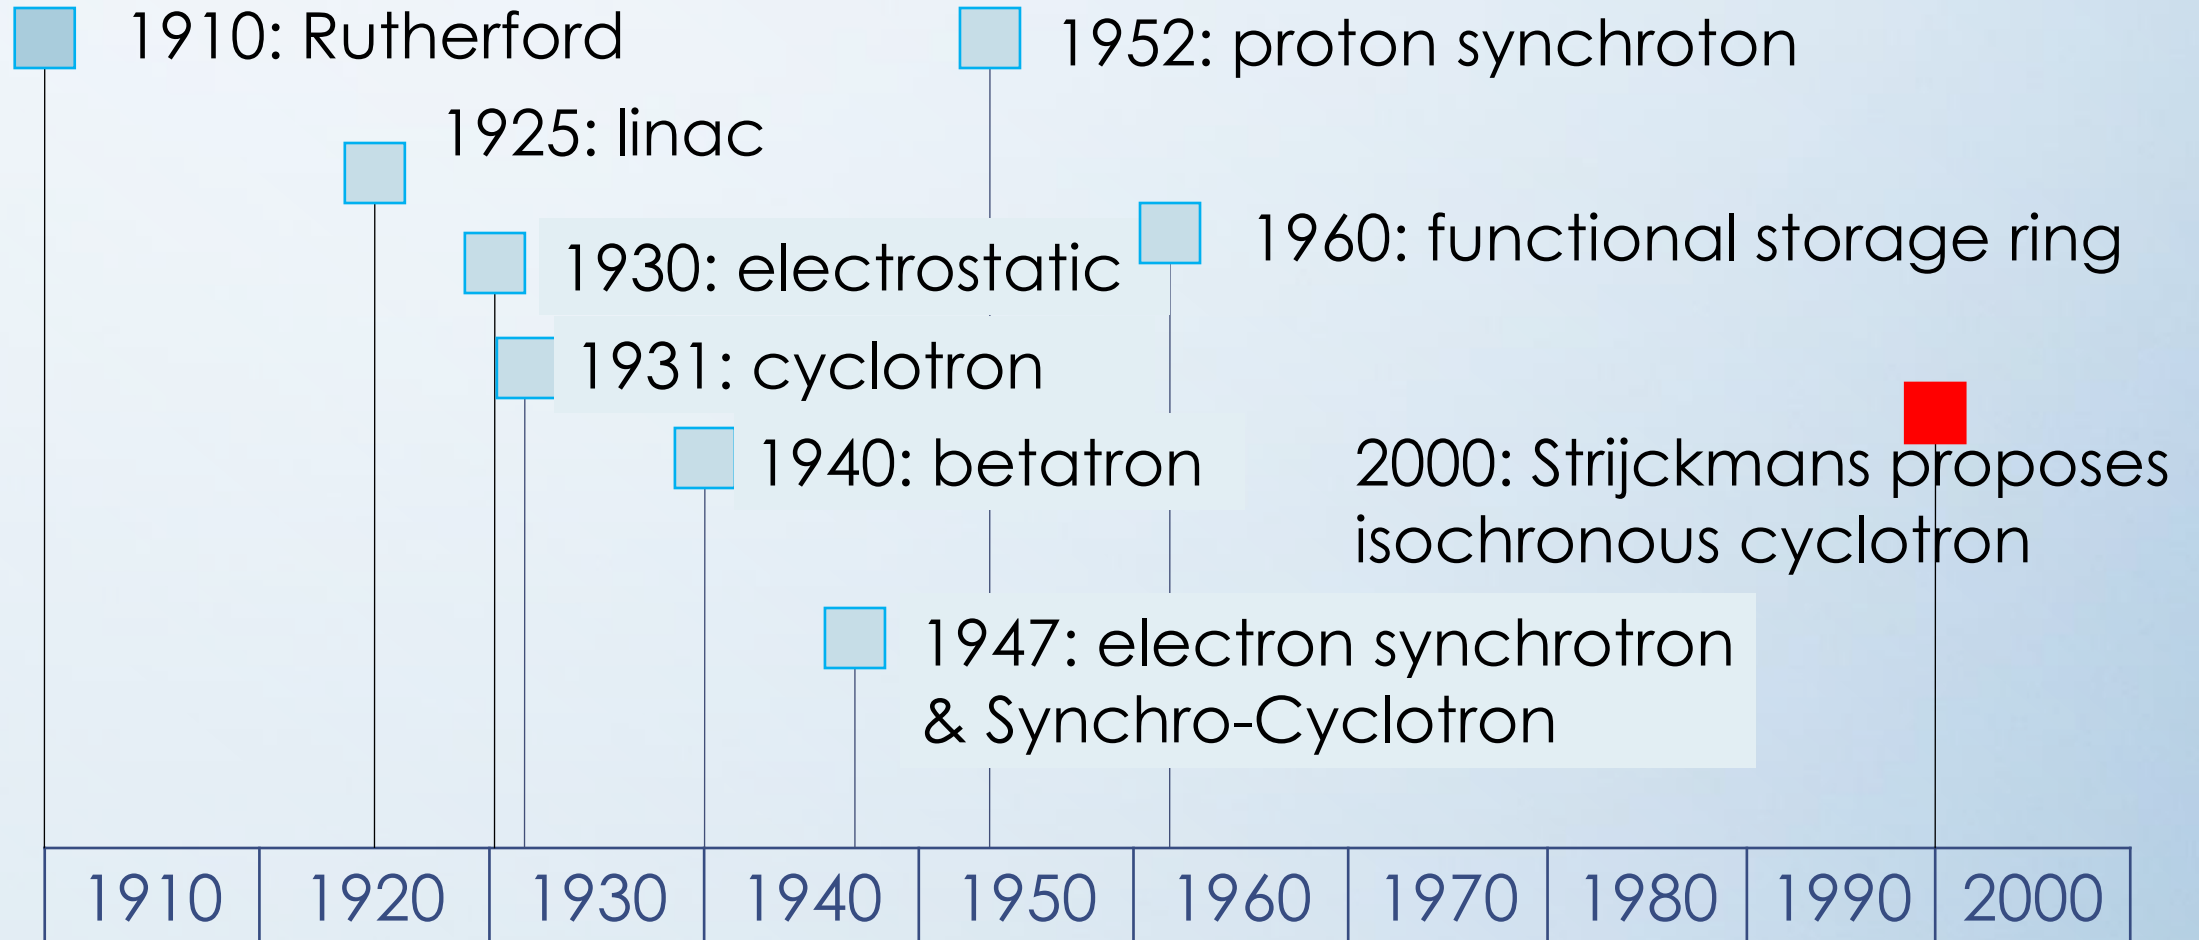 1910: Rutherford
1952: proton synchroton
1925: linac
1960: functional storage ring
1930: electrostatic
1931: cyclotron
1940: betatron
2000: Strijckmans proposes
isochronous cyclotron
1947: electron synchrotron
& Synchro-Cyclotron
1910 1920 1930 1940 1950 1960 1970 1980 1990 2000